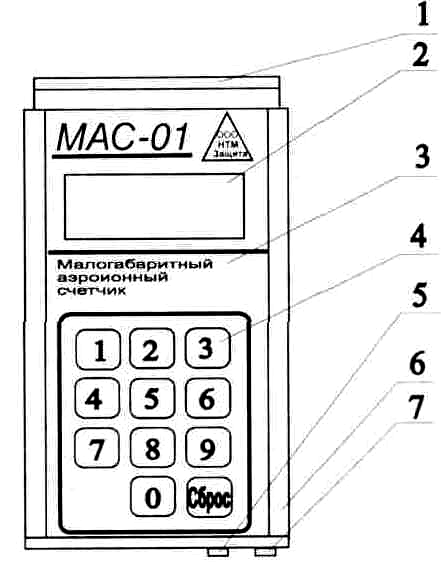 1
2
МАС-01
ООО
НТМ
Защита
3
Малогабаритный
аэроионный
счетчик
4
5
1 2 3
4 5 6
6
7 8 9
7
0 Сброс